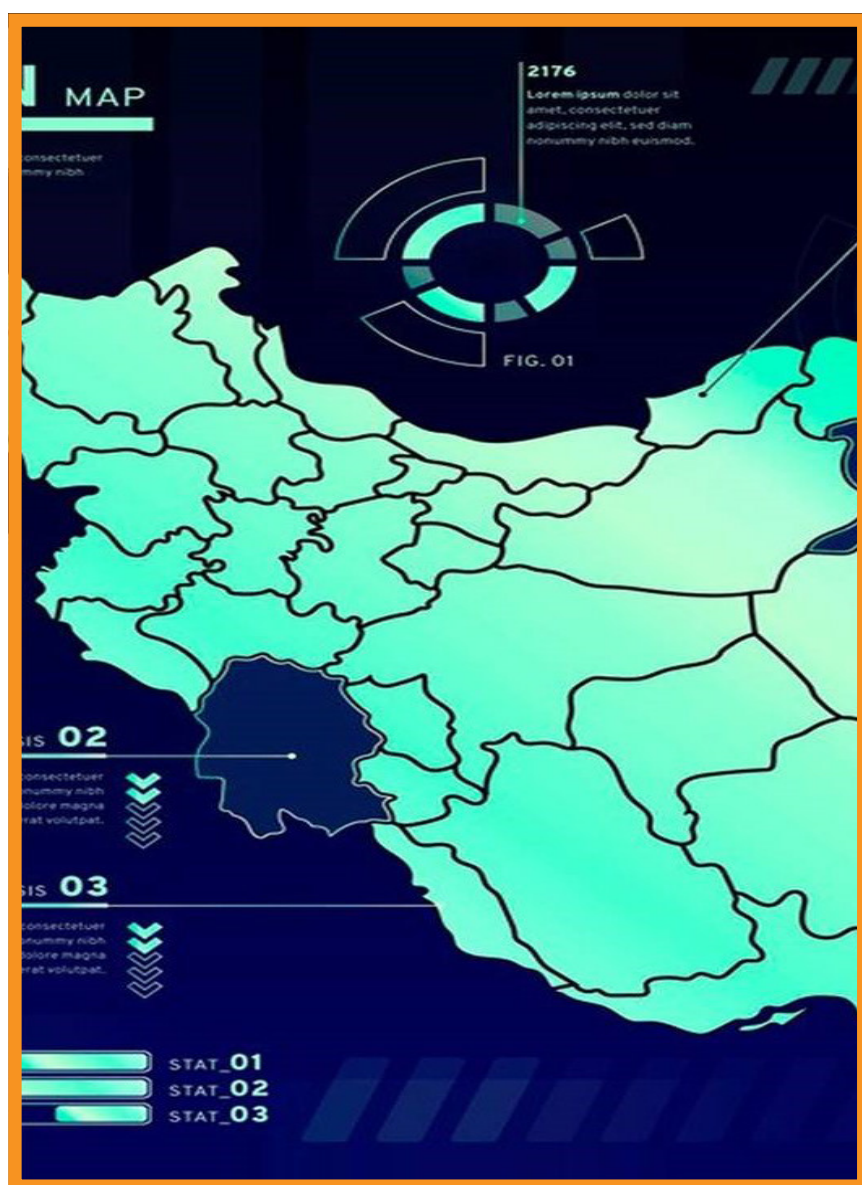 N MAP
consectetuer
mmy nibh
2176
Lorem ipsum dolor sit
amet, consectetuer
adipiscing elit, sed diam
nonummy nibh euismod.
FIG. 01
SIS 02
consectetuer
nonummy nibh
dolore magna
erat volutpat.
SIS 03
consectetuer
nonummy nibh
dolore magna
erat volutpat.
STAT_01
STAT_02
STAT_03